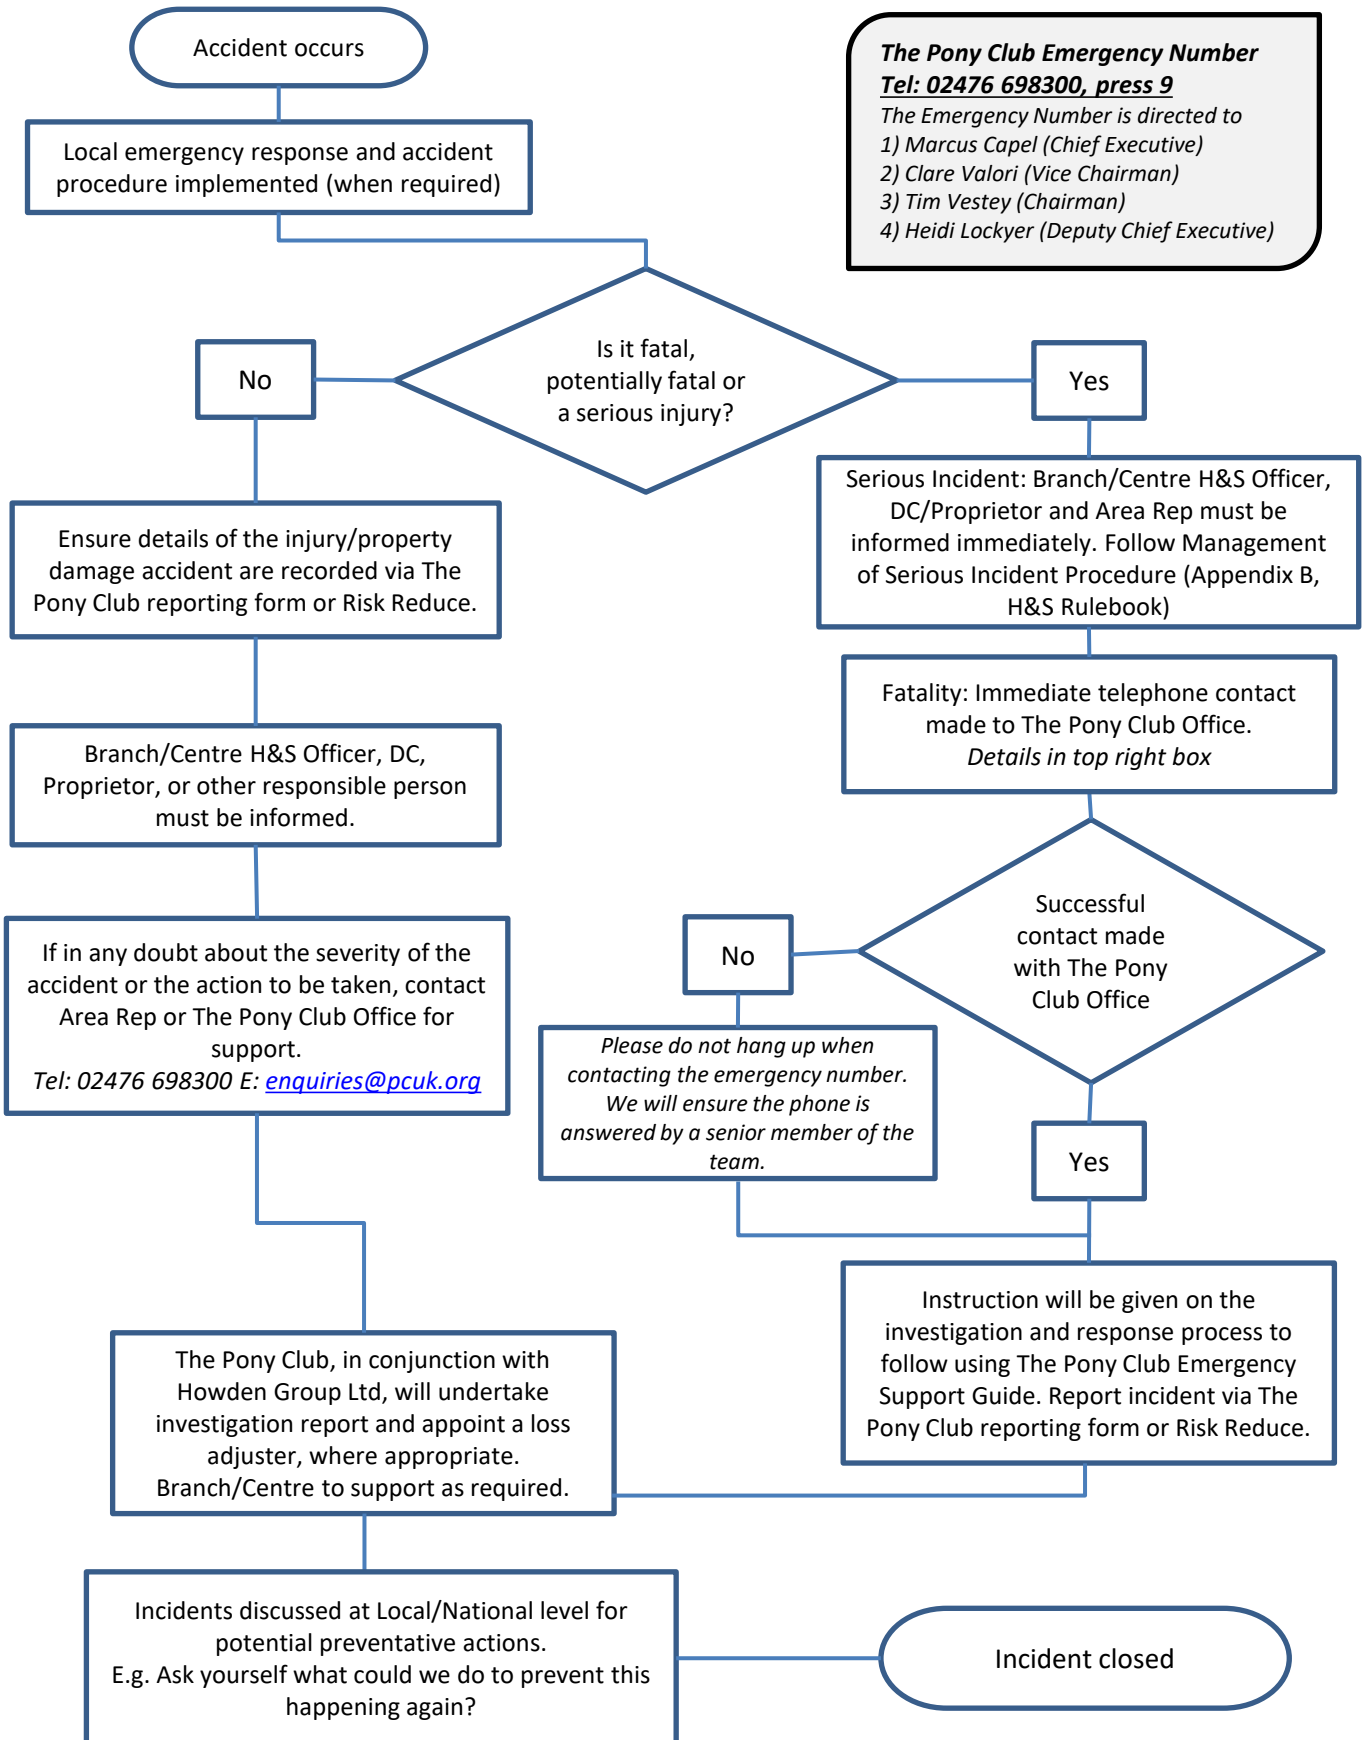 Accident occurs
The Pony Club Emergency Number
Tel: 02476 698300, press 9
The Emergency Number is directed to
1) Marcus Capel (Chief Executive)
2) Clare Valori (Vice Chairman)
3) Tim Vestey (Chairman)
4) Heidi Lockyer (Deputy Chief Executive)
Local emergency response and accident
procedure implemented (when required)
Is it fatal,
potentially fatal or
a serious injury?
No
Yes
Ensure details of the injury/property
damage accident are recorded via The
Pony Club reporting form or Risk Reduce.
Branch/Centre H&S Officer, DC,
Proprietor, or other responsible person
must be informed.
If in any doubt about the severity of the
accident or the action to be taken, contact
Area Rep or The Pony Club Office for
support.
Tel: 02476 698300 E: enquiries@pcuk.org
Serious Incident: Branch/Centre H&S Officer,
DC/Proprietor and Area Rep must be
informed immediately. Follow Management
of Serious Incident Procedure (Appendix B,
H&S Rulebook)
Fatality: Immediate telephone contact
made to The Pony Club Office.
Details in top right box
Successful
contact made
with The Pony
Club Office
No
Please do not hang up when
contacting the emergency number.
We will ensure the phone is
answered by a senior member of the
team.
Yes
Instruction will be given on the
investigation and response process to
follow using The Pony Club Emergency
Support Guide. Report incident via The
Pony Club reporting form or Risk Reduce.
The Pony Club, in conjunction with
Howden Group Ltd, will undertake
investigation report and appoint a loss
adjuster, where appropriate.
Branch/Centre to support as required.
Incidents discussed at Local/National level for
potential preventative actions.
E.g. Ask yourself what could we do to prevent this
happening again?
Incident closed